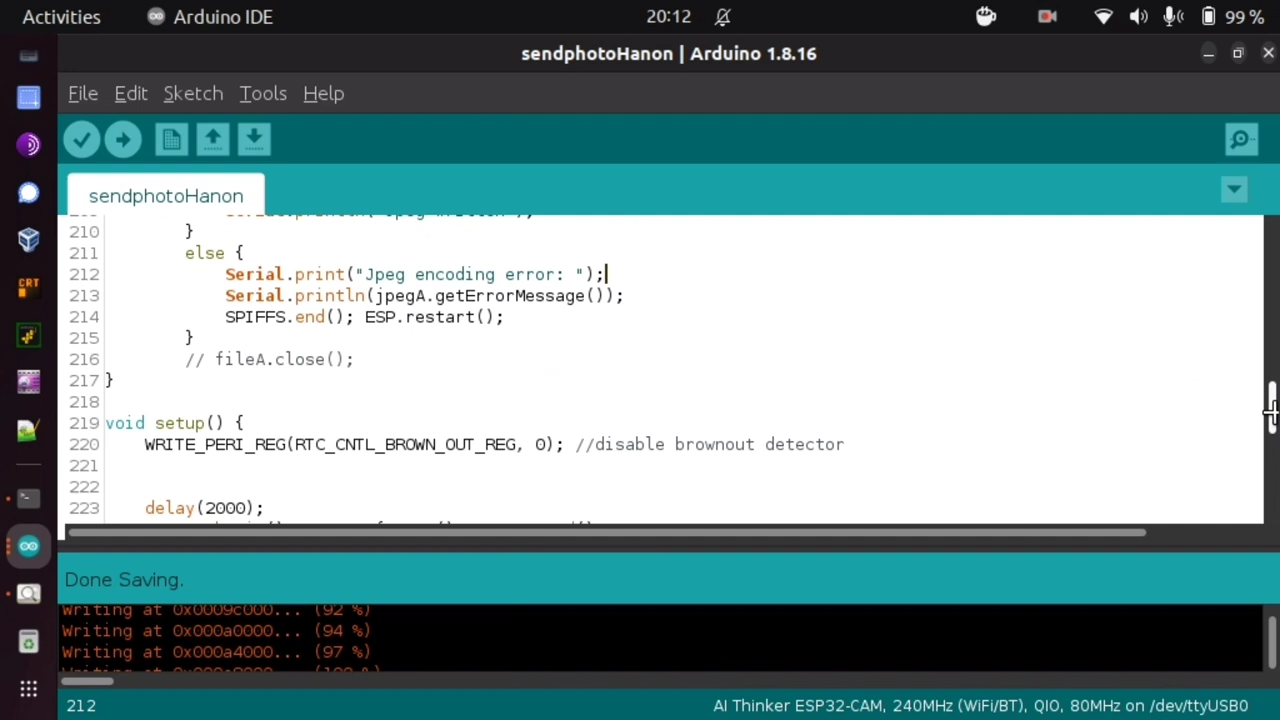 Activities Arduino IDE 20:12 99 %
sendphotoHanon | Arduino 1.8.16
File Edit Sketch Tools Help
sendphotoHanon
210 }
211 else {
212 Serial.print("Jpeg encoding error: ");
213 Serial.println(jpegA.getErrorMessage());
214 SPIFFS.end(); ESP.restart();
215 }
216 // fileA.close();
217 }
218
219 void setup() {
220 WRITE_PERI_REG(RTC_CNTL_BROWN_OUT_REG, 0); //disable brownout detector
221
222
223 delay(2000);
Done Saving.
Writing at 0x0009c000... (92 %)
Writing at 0x000a0000... (94 %)
Writing at 0x000a4000... (97 %)
212 AI Thinker ESP32-CAM, 240MHz (WiFi/BT), QIO, 80MHz on /dev/ttyUSB0
CRT